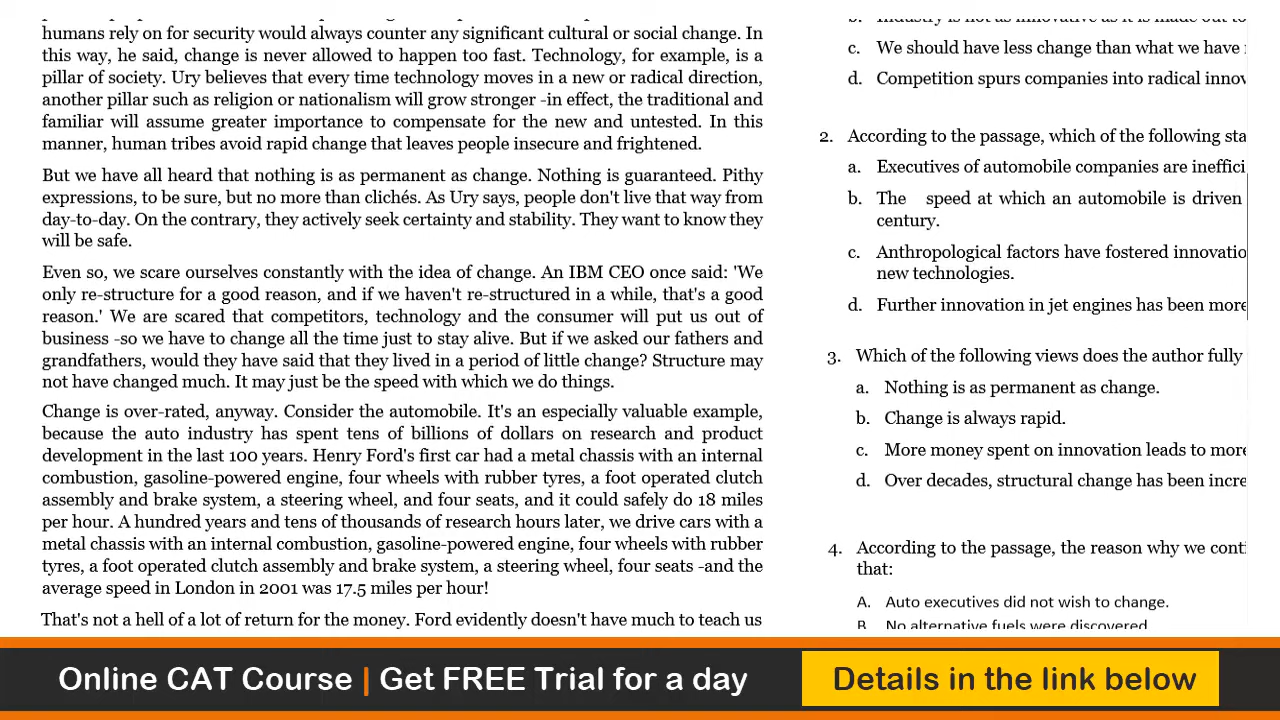 humans rely on for security would always counter any significant cultural or social change. In
this way, he said, change is never allowed to happen too fast. Technology, for example, is a
pillar of society. Ury believes that every time technology moves in a new or radical direction,
another pillar such as religion or nationalism will grow stronger -in effect, the traditional and
familiar will assume greater importance to compensate for the new and untested. In this
manner, human tribes avoid rapid change that leaves people insecure and frightened.
But we have all heard that nothing is as permanent as change. Nothing is guaranteed. Pithy
expressions, to be sure, but no more than clichés. As Ury says, people don't live that way from
day-to-day. On the contrary, they actively seek certainty and stability. They want to know they
will be safe.
Even so, we scare ourselves constantly with the idea of change. An IBM CEO once said: 'We
only re-structure for a good reason, and if we haven't re-structured in a while, that's a good
reason.' We are scared that competitors, technology and the consumer will put us out of
business -so we have to change all the time just to stay alive. But if we asked our fathers and
grandfathers, would they have said that they lived in a period of little change? Structure may
not have changed much. It may just be the speed with which we do things.
Change is over-rated, anyway. Consider the automobile. It's an especially valuable example,
because the auto industry has spent tens of billions of dollars on research and product
development in the last 100 years. Henry Ford's first car had a metal chassis with an internal
combustion, gasoline-powered engine, four wheels with rubber tyres, a foot operated clutch
assembly and brake system, a steering wheel, and four seats, and it could safely do 18 miles
per hour. A hundred years and tens of thousands of research hours later, we drive cars with a
metal chassis with an internal combustion, gasoline-powered engine, four wheels with rubber
tyres, a foot operated clutch assembly and brake system, a steering wheel, four seats -and the
average speed in London in 2001 was 17.5 miles per hour!
That's not a hell of a lot of return for the money. Ford evidently doesn't have much to teach us
b. Industry is not as innovative as it is made out to
c. We should have less change than what we have
d. Competition spurs companies into radical innov
2. According to the passage, which of the following sta
a. Executives of automobile companies are ineffici
b. The speed at which an automobile is driven
century.
c. Anthropological factors have fostered innovatio
new technologies.
d. Further innovation in jet engines has been more
3. Which of the following views does the author fully
a. Nothing is as permanent as change.
b. Change is always rapid.
c. More money spent on innovation leads to more
d. Over decades, structural change has been incre
4. According to the passage, the reason why we conti
that:
A. Auto executives did not wish to change.
B. No alternative fuels were discovered
Online CAT Course | Get FREE Trial for a day
Details in the link below